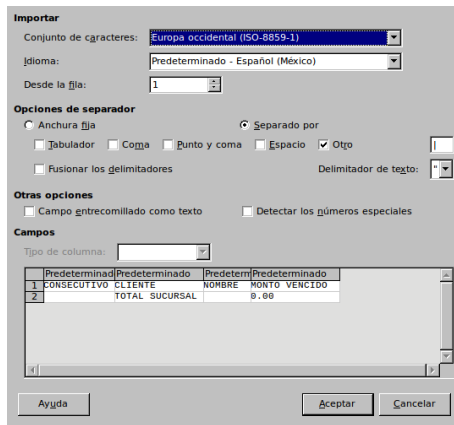 Importar
Conjunto de caracteres: Europa occidental (ISO-8859-1)
Idioma: Predeterminado - Español (México)
Desde la fila: 1
Opciones de separador
Anchura fija Separado por
Tabulador Coma Punto y coma Espacio Otro |
Fusionar los delimitadores Delimitador de texto: "
Otras opciones
Campo entrecomillado como texto Detectar los números especiales
Campos
Tipo de columna:
Predeterminad Predeterminado Predeterm Predeterminado
1 CONSECUTIVO CLIENTE NOMBRE MONTO VENCIDO
2 TOTAL SUCURSAL 0.00
Ayuda Aceptar Cancelar